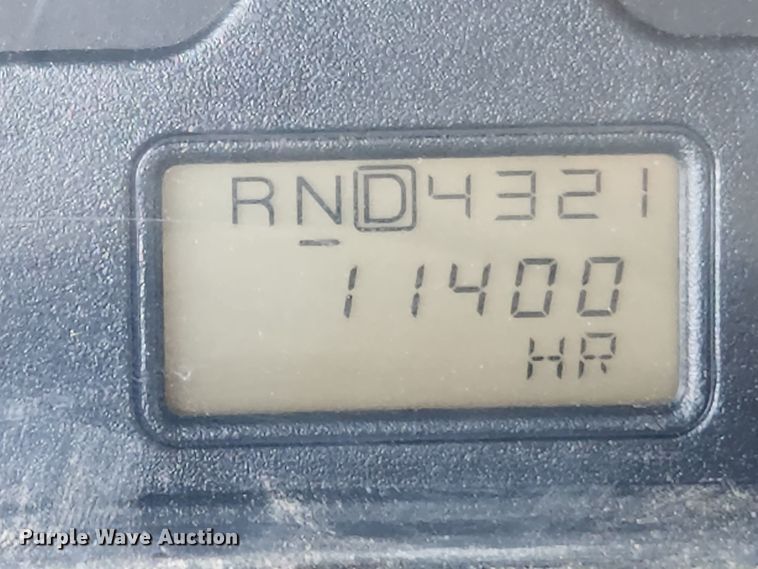 RND4321
11400
HR
Purple Wave Auction